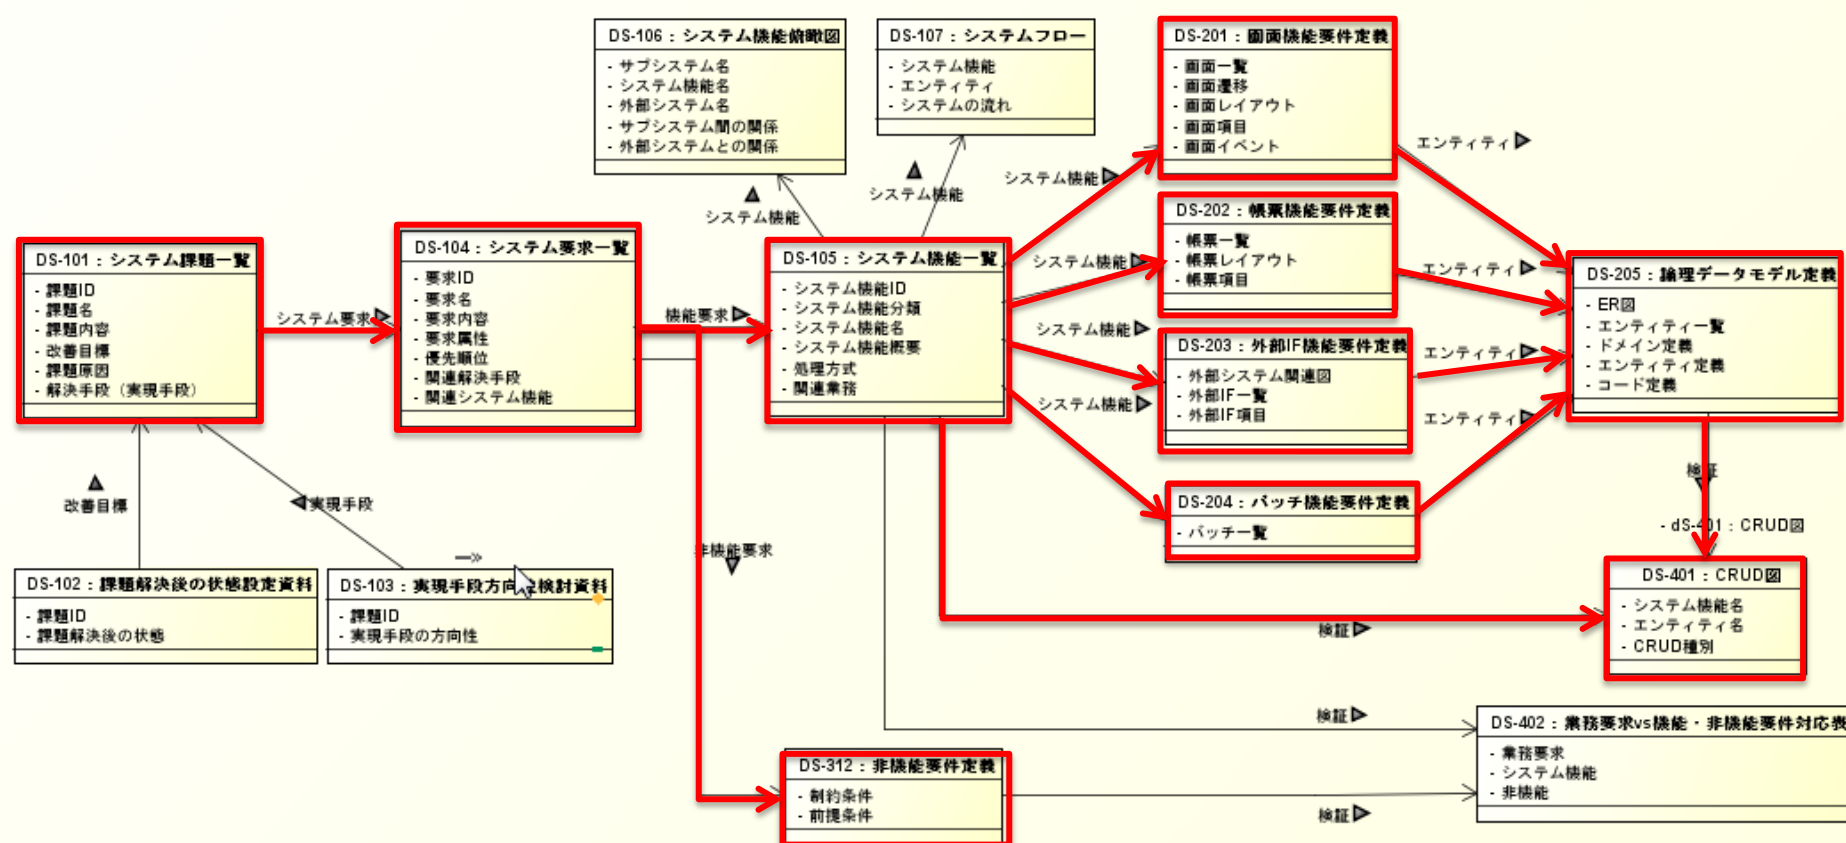 DS-106：システム機能俯瞰図
- サブシステム名
- システム機能名
- 外部システム名
- サブシステム間の関係
- 外部システムとの関係
DS-107：システムフロー
- システム機能
- エンティティ
- システムの流れ
DS-201：画面機能要件定義
- 画面一覧
- 画面遷移
- 画面レイアウト
- 画面項目
- 画面イベント
エンティティ
システム機能
システム機能
システム機能
DS-202：帳票機能要件定義
- 帳票一覧
- 帳票レイアウト
- 帳票項目
DS-101：システム課題一覧
- 課題ID
- 課題名
- 課題内容
- 改善目標
- 課題原因
- 解決手段（実現手段）
システム要求
DS-104：システム要求一覧
- 要求ID
- 要求名
- 要求内容
- 要求属性
- 優先順位
- 関連解決手段
- 関連システム機能
機能要求
DS-105：システム機能一覧
- システム機能ID
- システム機能分類
- システム機能名
- システム機能概要
- 処理方式
- 関連業務
システム機能
システム機能
システム機能
エンティティ
エンティティ
エンティティ
DS-203：外部IF機能要件定義
- 外部システム関連図
- 外部IF一覧
- 外部IF項目
DS-205：論理データモデル定義
- ER図
- エンティティ一覧
- ドメイン定義
- エンティティ定義
- コード定義
DS-204：バッチ機能要件定義
- バッチ一覧
検証
- dS-401：CRUD図
改善目標
実現手段
非機能要求
DS-102：課題解決後の状態設定資料
- 課題ID
- 課題解決後の状態
DS-103：実現手段方向性検討資料
- 課題ID
- 実現手段の方向性
DS-401：CRUD図
- システム機能名
- エンティティ名
- CRUD種別
検証
検証
DS-402：業務要求vs機能・非機能要件対応表
- 業務要求
- システム機能
- 非機能
DS-312：非機能要件定義
- 制約条件
- 前提条件
検証